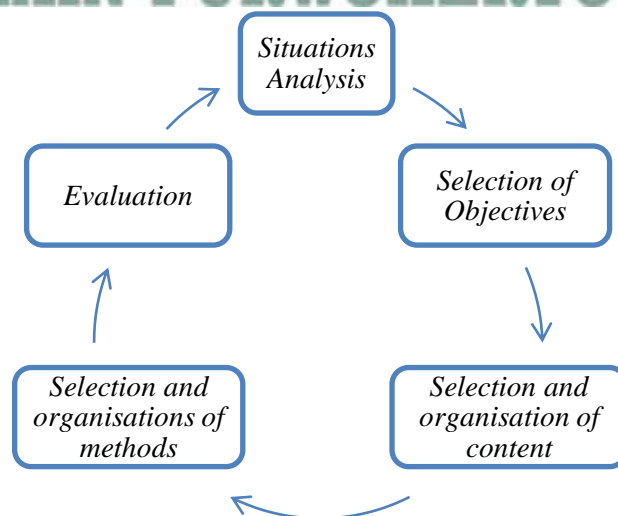 Situations
Analysis
Selection of
Objectives
Selection and
organisation of
content
Selection and
organisations of
methods
Evaluation